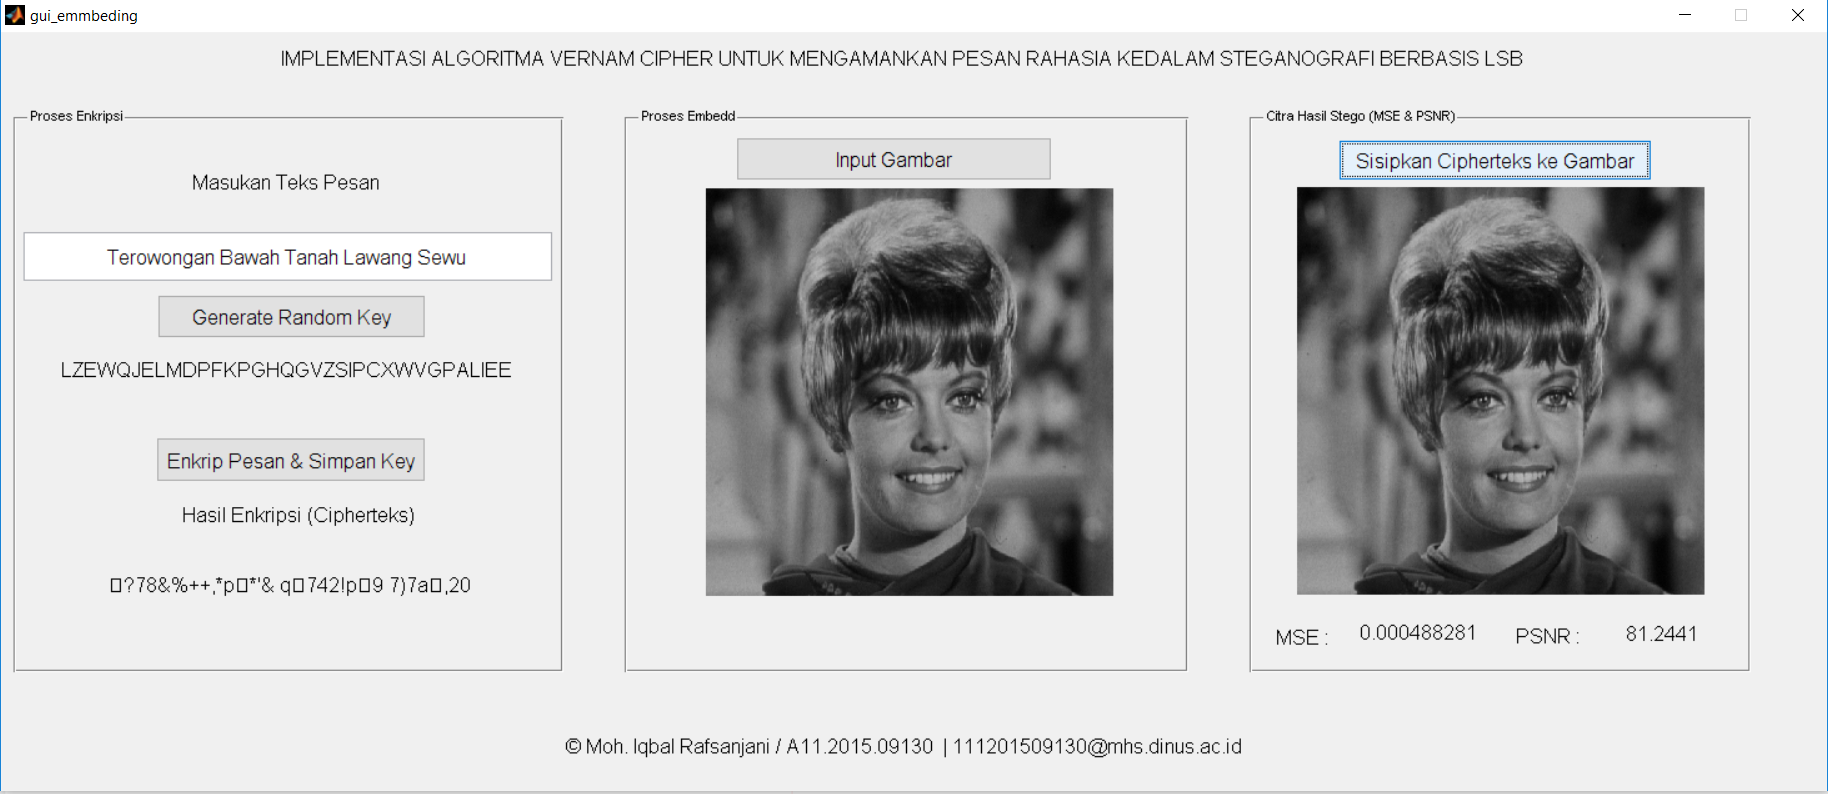 gui_emmbeding
IMPLEMENTASI ALGORITMA VERNAM CIPHER UNTUK MENGAMANKAN PESAN RAHASIA KEDALAM STEGANOGRAFI BERBASIS LSB
Proses Enkripsi
Masukan Teks Pesan
Terowongan Bawah Tanah Lawang Sewu
Generate Random Key
LZEWQJELMDPFKPGHQGVZSIPCXWVGPALIEE
Enkrip Pesan & Simpan Key
Hasil Enkripsi (Cipherteks)
▯?78&%++,*p▯*'& q▯742!p▯9 7)7a▯,20
Proses Embedd
Input Gambar
Citra Hasil Stego (MSE & PSNR)
Sisipkan Cipherteks ke Gambar
MSE : 0.000488281 PSNR : 81.2441
© Moh. Iqbal Rafsanjani / A11.2015.09130 | 111201509130@mhs.dinus.ac.id